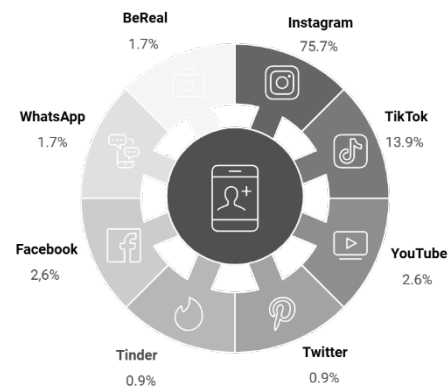 BeReal
1.7%
Instagram
75.7%
TikTok
13.9%
YouTube
2.6%
Twitter
0.9%
Tinder
0.9%
Facebook
2,6%
WhatsApp
1.7%